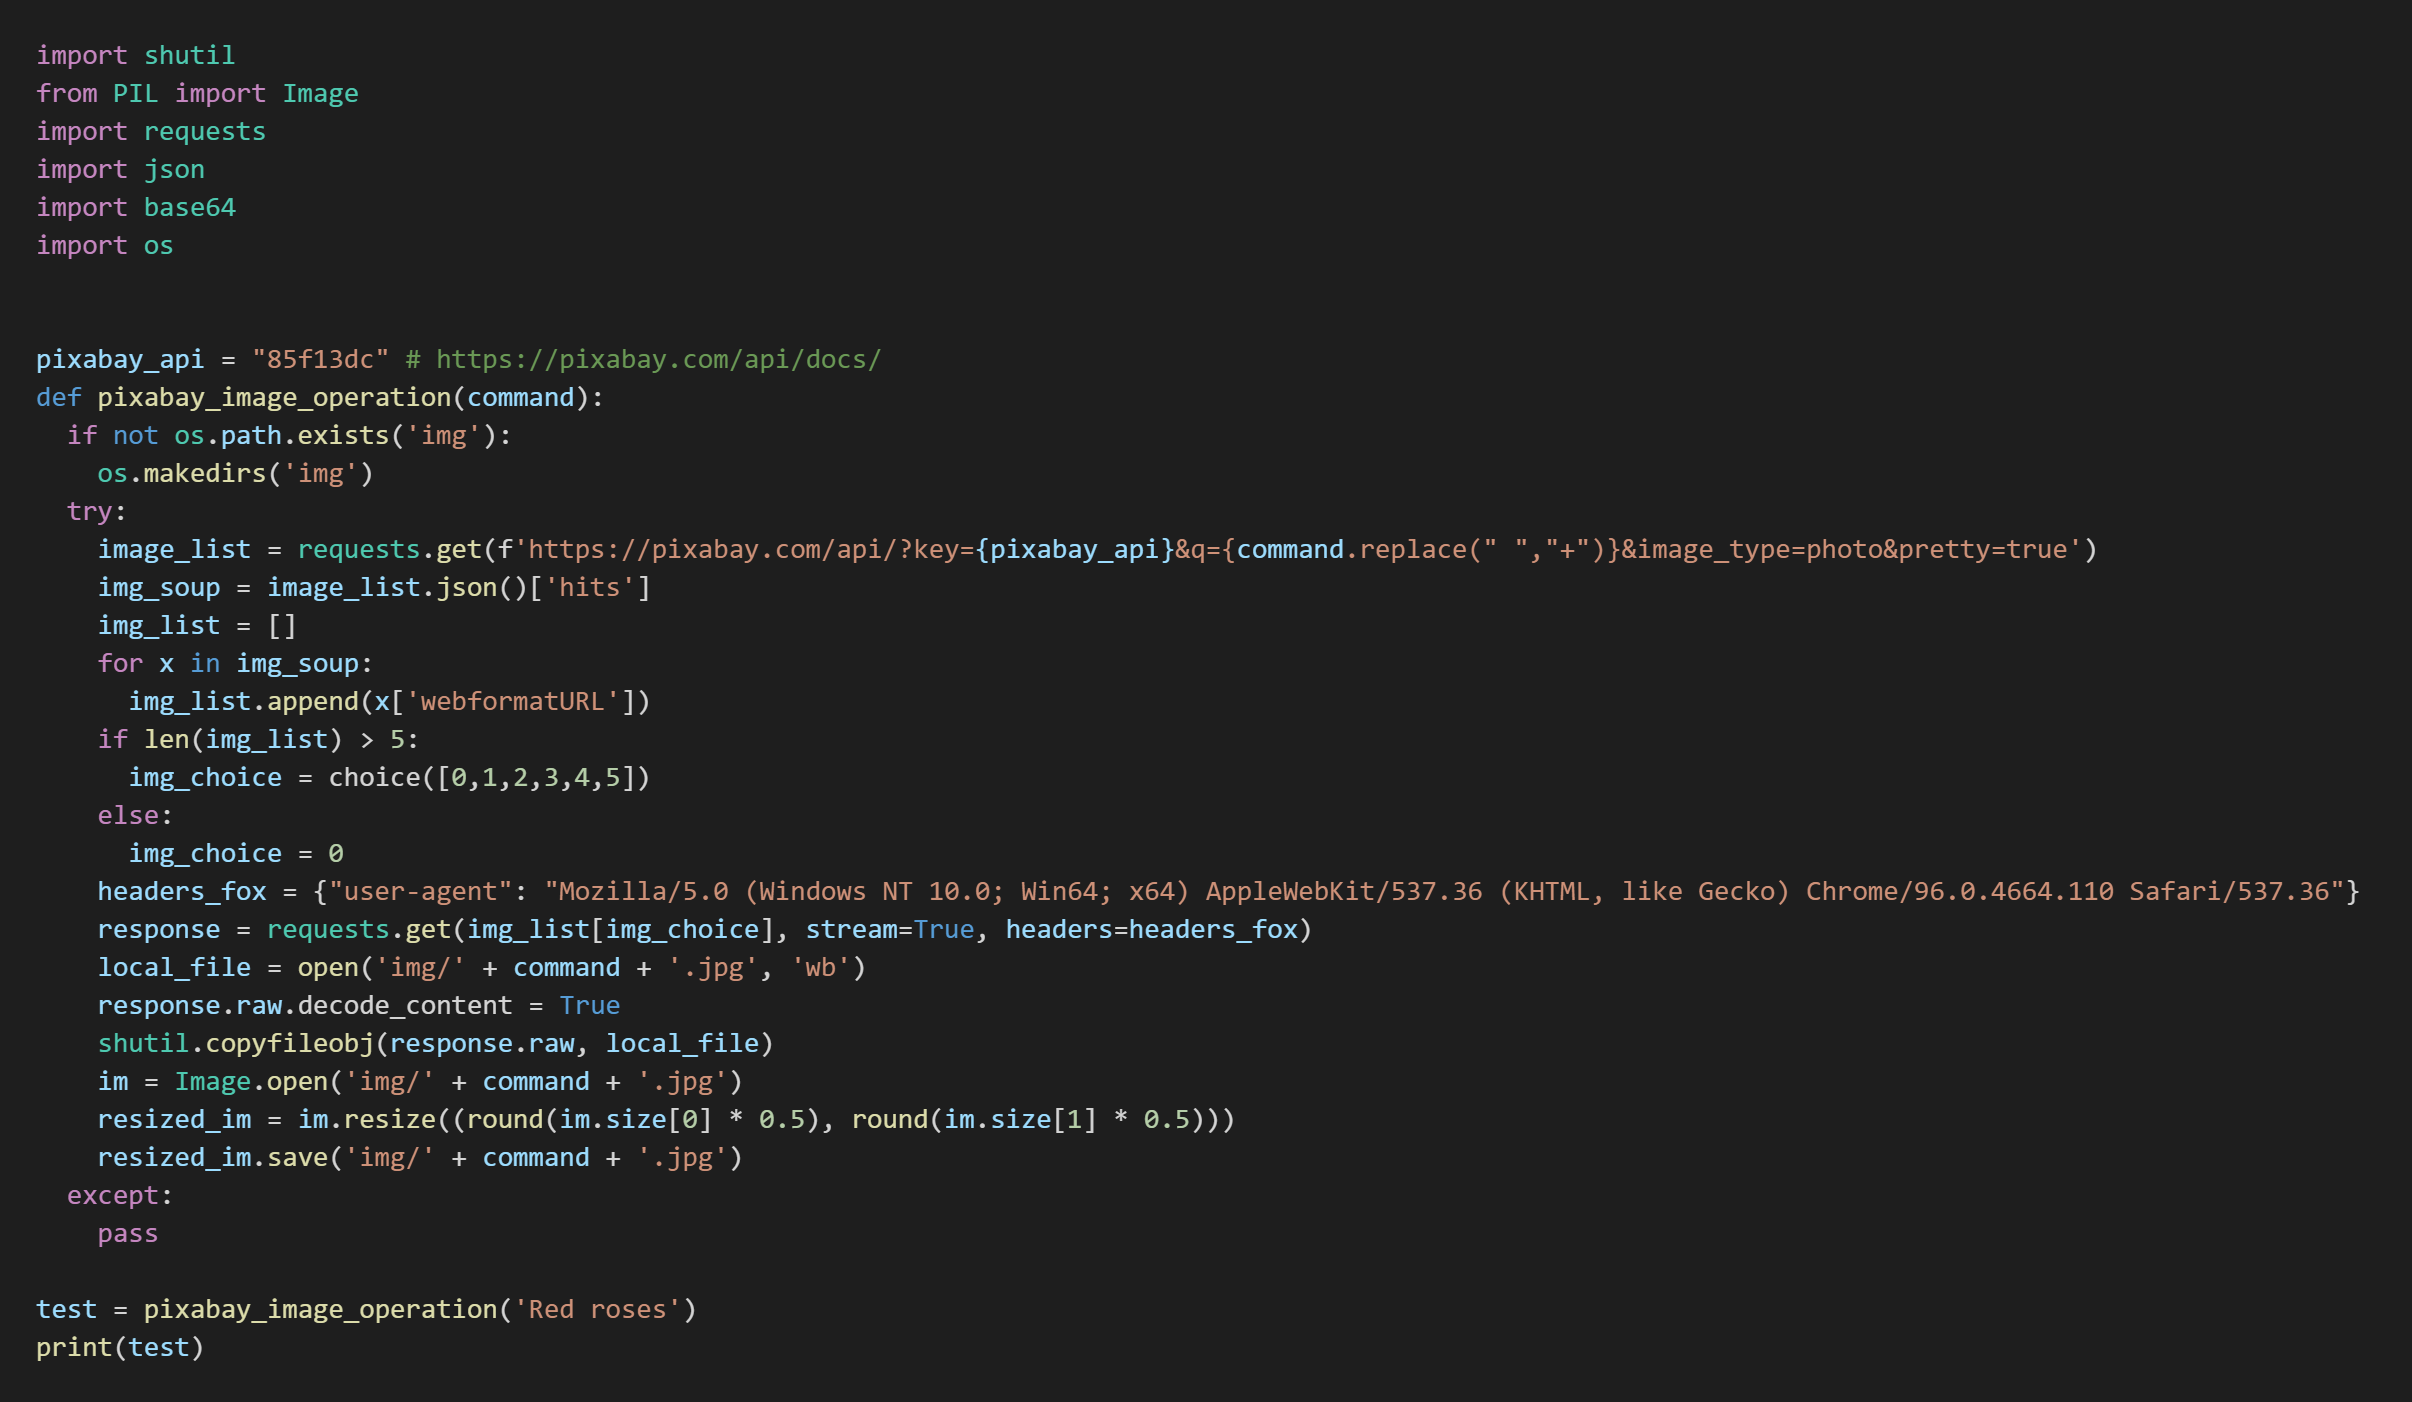 import shutil
from PIL import Image
import requests
import json
import base64
import os
pixabay_api = "85f13dc" # https://pixabay.com/api/docs/
def pixabay_image_operation(command):
  if not os.path.exists('img'):
    os.makedirs('img')
  try:
    image_list = requests.get(f'https://pixabay.com/api/?key={pixabay_api}&q={command.replace(" ","+")}&image_type=photo&pretty=true')
    img_soup = image_list.json()['hits']
    img_list = []
    for x in img_soup:
      img_list.append(x['webformatURL'])
    if len(img_list) > 5:
      img_choice = choice([0,1,2,3,4,5])
    else:
      img_choice = 0
    headers_fox = {"user-agent": "Mozilla/5.0 (Windows NT 10.0; Win64; x64) AppleWebKit/537.36 (KHTML, like Gecko) Chrome/96.0.4664.110 Safari/537.36"}
    response = requests.get(img_list[img_choice], stream=True, headers=headers_fox)
    local_file = open('img/' + command + '.jpg', 'wb')
    response.raw.decode_content = True
    shutil.copyfileobj(response.raw, local_file)
    im = Image.open('img/' + command + '.jpg')
    resized_im = im.resize((round(im.size[0] * 0.5), round(im.size[1] * 0.5)))
    resized_im.save('img/' + command + '.jpg')
  except:
    pass
test = pixabay_image_operation('Red roses')
print(test)